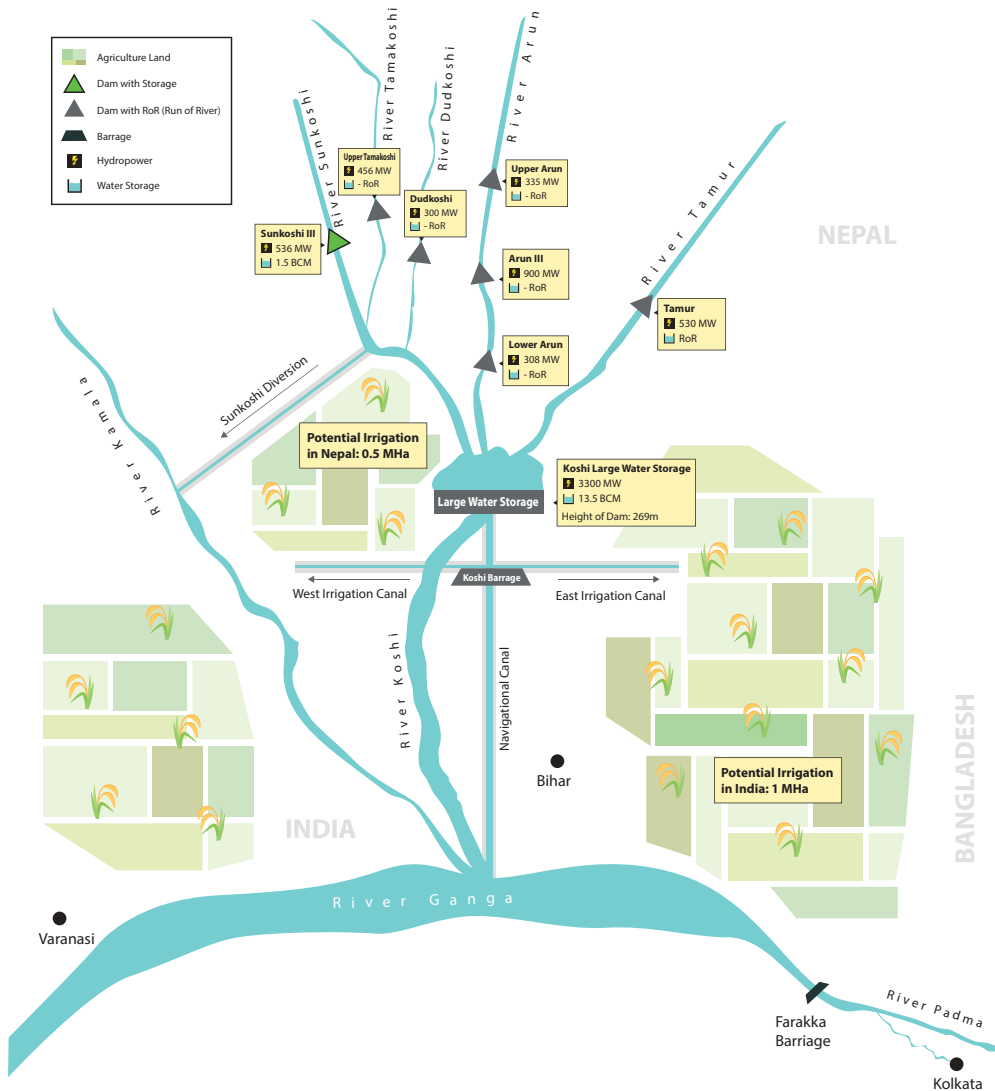 Agriculture Land
Dam with Storage
Dam with RoR (Run of River)
Barrage
Hydropower
Water Storage
River Sunkoshi
River Tamakoshi
River Dudkoshi
River Arun
River Tamur
NEPAL
Upper Tamakoshi
456 MW
- RoR
Dudkoshi
300 MW
- RoR
Upper Arun
335 MW
- RoR
Sunkoshi III
536 MW
1.5 BCM
Arun III
900 MW
- RoR
Tamur
530 MW
RoR
Lower Arun
308 MW
- RoR
River Kamala
Sunkoshi Diversion
Potential Irrigation
in Nepal: 0.5 MHa
Koshi Large Water Storage
3300 MW
13.5 BCM
Height of Dam: 269m
Large Water Storage
Koshi Barrage
West Irrigation Canal
East Irrigation Canal
River Koshi
Navigational Canal
Bihar
Potential Irrigation
in India: 1 MHa
INDIA
BANGLADESH
River Ganga
Varanasi
Farakka
Barriage
River Padma
Kolkata